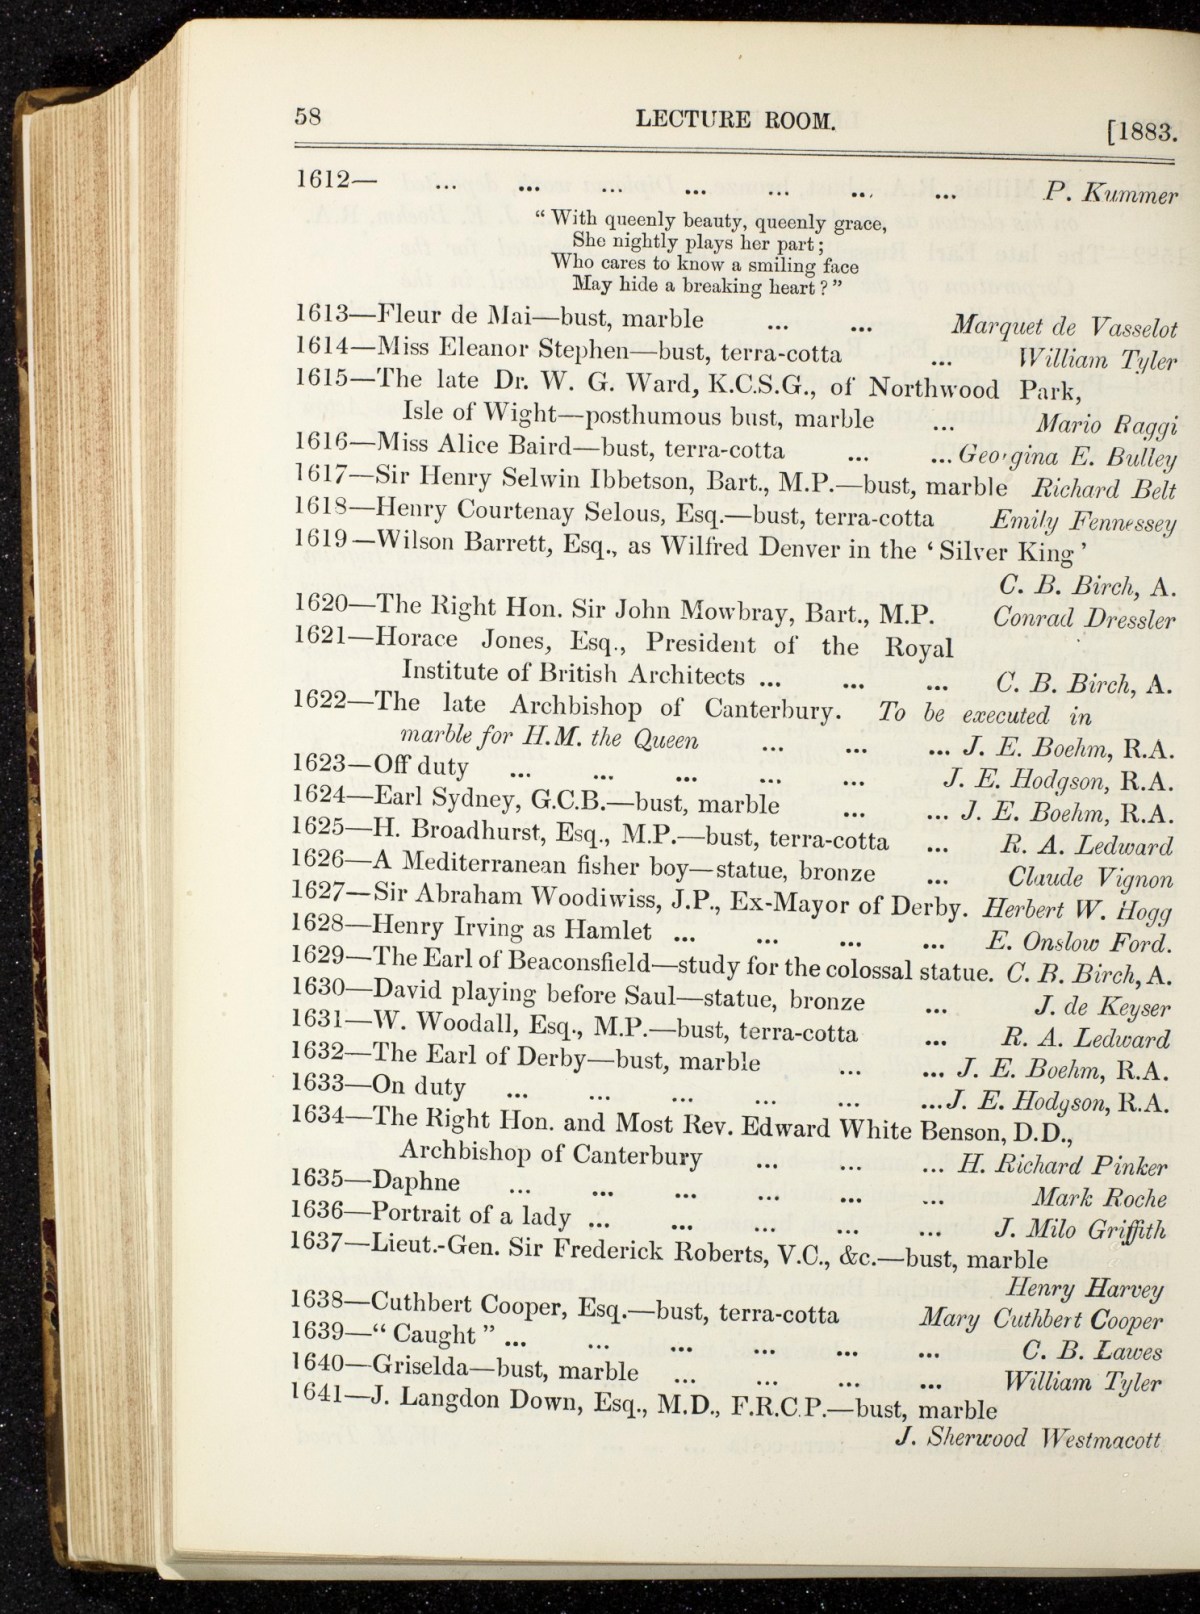 58 LECTURE ROOM. [1883.
1612— ... ... ... ... ... ... ... P. Kummer
“ With queenly beauty, queenly grace,
She nightly plays her part ;
Who cares to know a smiling face
May hide a breaking heart ? ”
1613—Fleur de Mai—bust, marble ... ... Marquet de Vasselot
1614—Miss Eleanor Stephen—bust, terra-cotta ... William Tyler
1615—The late Dr. W. G. Ward, K.C.S.G., of Northwood Park,
Isle of Wight—posthumous bust, marble ... Mario Raggi
1616—Miss Alice Baird—bust, terra-cotta ... ... Georgina E. Bulley
1617—Sir Henry Selwin Ibbetson, Bart., M.P.—bust, marble Richard Belt
1618—Henry Courtenay Selous, Esq.—bust, terra-cotta Emily Fennessey
1619—Wilson Barrett, Esq., as Wilfred Denver in the ‘ Silver King ’
C. B. Birch, A.
1620—The Right Hon. Sir John Mowbray, Bart., M.P. Conrad Dressler
1621—Horace Jones, Esq., President of the Royal
Institute of British Architects ... ... ... C. B. Birch, A.
1622—The late Archbishop of Canterbury. To be executed in
marble for H.M. the Queen ... ... ... J. E. Boehm, R.A.
1623—Off duty ... ... ... ... ... J. E. Hodgson, R.A.
1624—Earl Sydney, G.C.B.—bust, marble ... ... J. E. Boehm, R.A.
1625—H. Broadhurst, Esq., M.P.—bust, terra-cotta ... R. A. Ledward
1626—A Mediterranean fisher boy—statue, bronze ... Claude Vignon
1627—Sir Abraham Woodiwiss, J.P., Ex-Mayor of Derby. Herbert W. Hogg
1628—Henry Irving as Hamlet ... ... ... ... E. Onslow Ford.
1629—The Earl of Beaconsfield—study for the colossal statue. C. B. Birch, A.
1630—David playing before Saul—statue, bronze ... J. de Keyser
1631—W. Woodall, Esq., M.P.—bust, terra-cotta ... R. A. Ledward
1632—The Earl of Derby—bust, marble ... ... J. E. Boehm, R.A.
1633—On duty ... ... ... ... ... ... J. E. Hodgson, R.A.
1634—The Right Hon. and Most Rev. Edward White Benson, D.D.,
Archbishop of Canterbury ... ... ... H. Richard Pinker
1635—Daphne ... ... ... ... ... ... Mark Roche
1636—Portrait of a lady ... ... ... ... ... J. Milo Griffith
1637—Lieut.-Gen. Sir Frederick Roberts, V.C., &c.—bust, marble
Henry Harvey
1638—Cuthbert Cooper, Esq.—bust, terra-cotta Mary Cuthbert Cooper
1639—“ Caught ” ... ... ... ... ... ... C. B. Lawes
1640—Griselda—bust, marble ... ... ... ... William Tyler
1641—J. Langdon Down, Esq., M.D., F.R.C.P.—bust, marble
J. Sherwood Westmacott